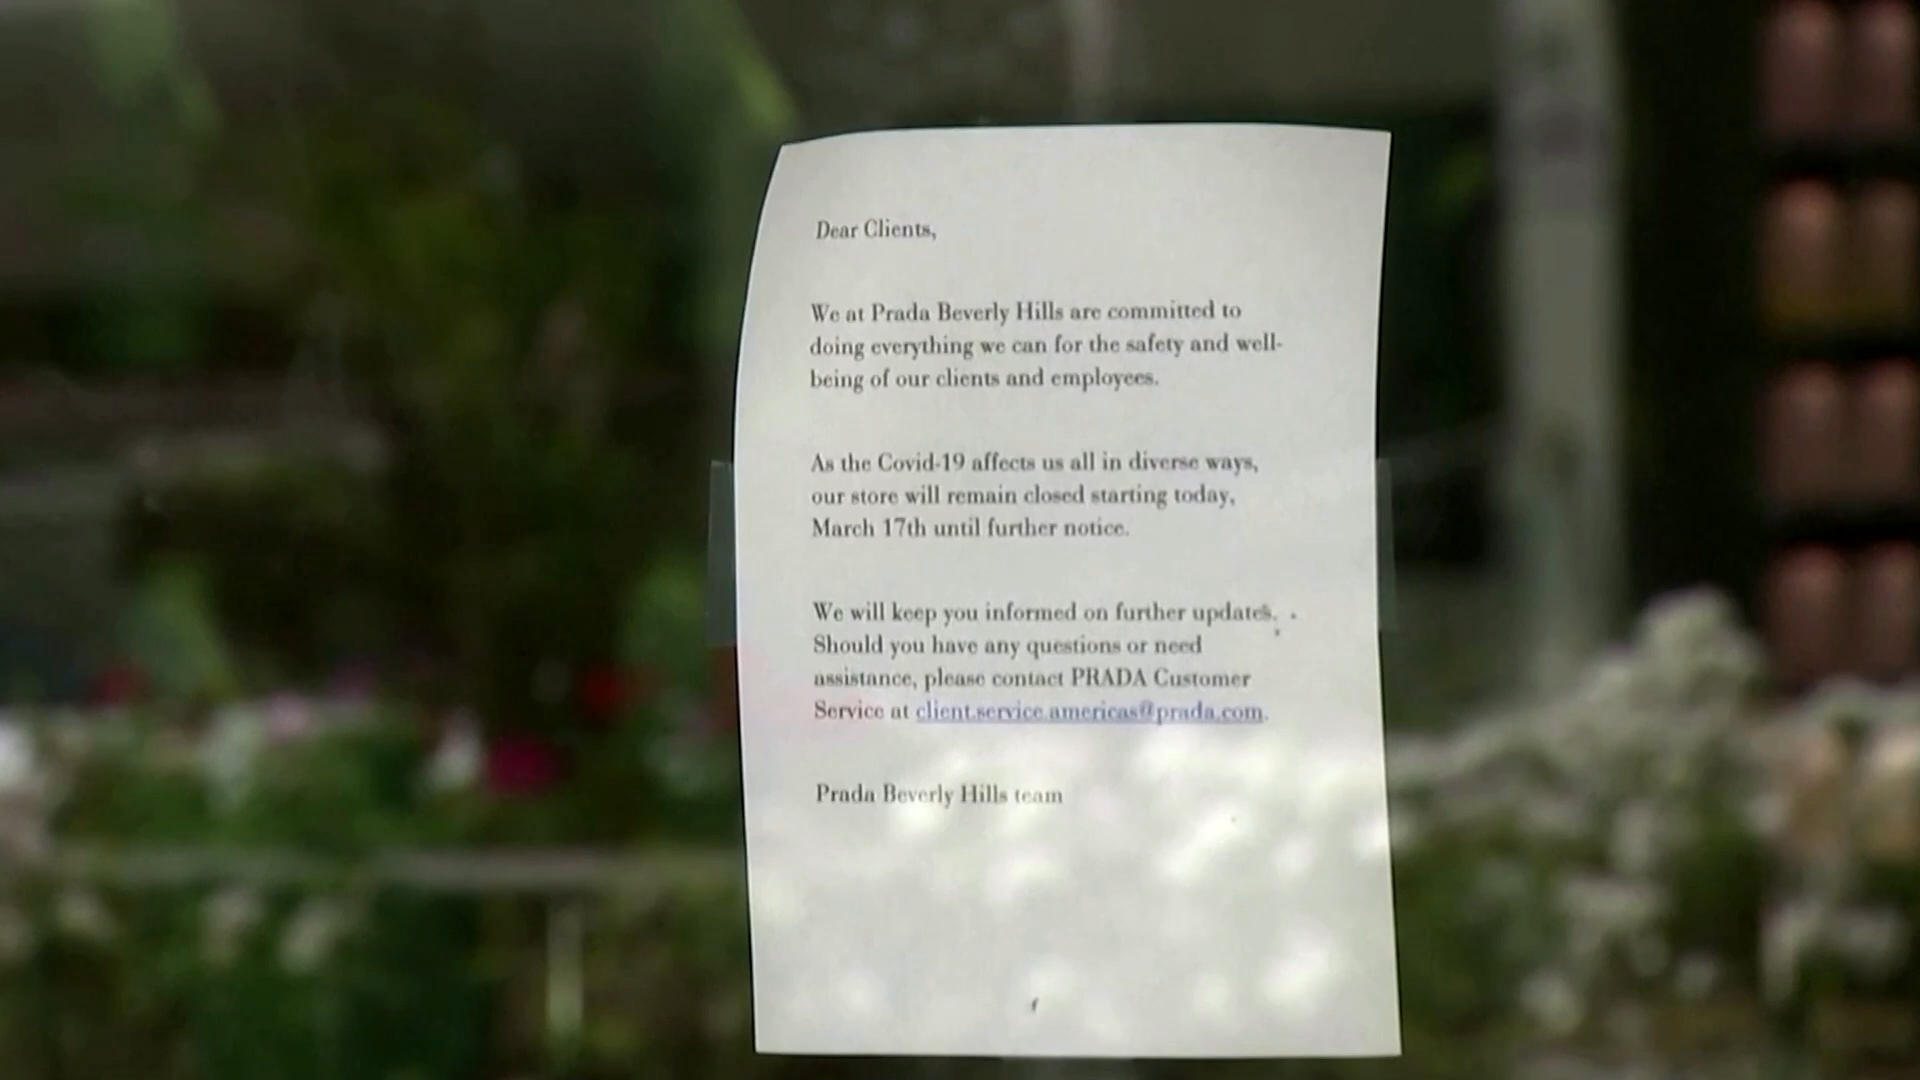 Dear Clients,
We at Prada Beverly Hills are committed to
doing everything we can for the safety and well-
being of our clients and employees.
As the Covid-19 affects us all in diverse ways,
our store will remain closed starting today,
March 17th until further notice.
We will keep you informed on further updates.
Should you have any questions or need
assistance, please contact PRADA Customer
Service at client.service.americas@prada.com.
Prada Beverly Hills team